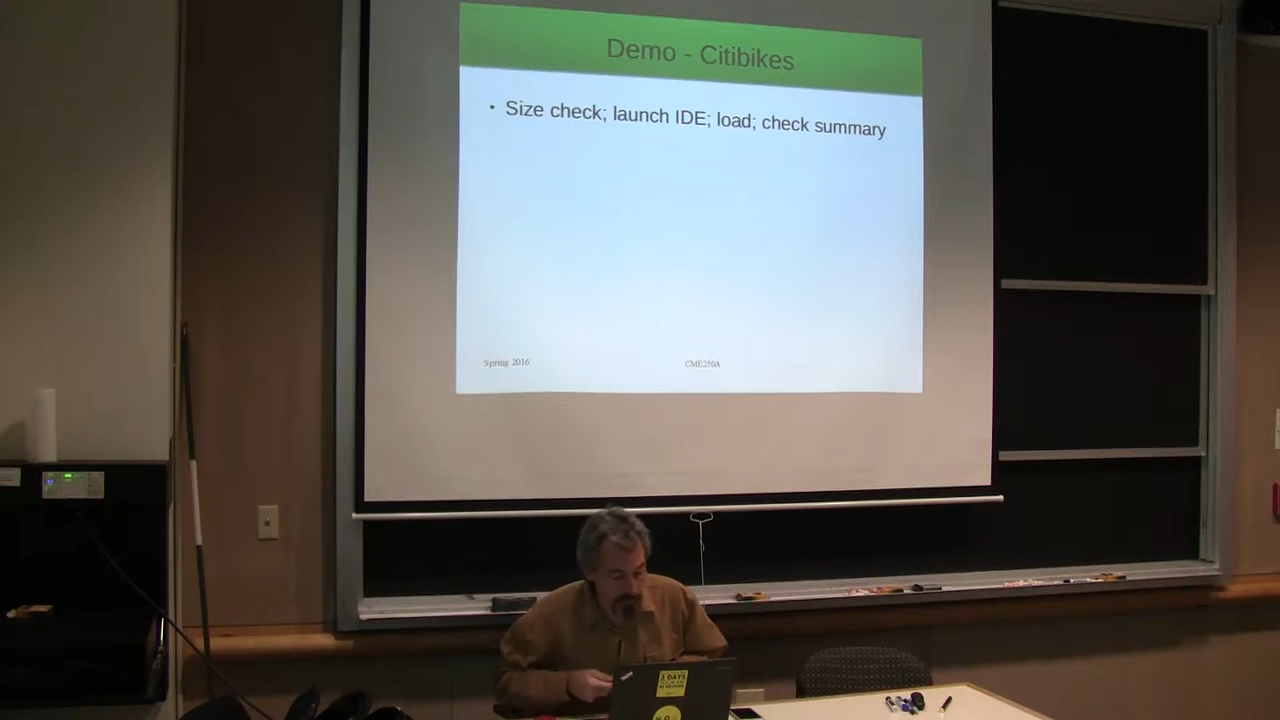 Demo - Citibikes
• Size check; launch IDE; load; check summary
Spring 2016
CME250A
3 DAYS